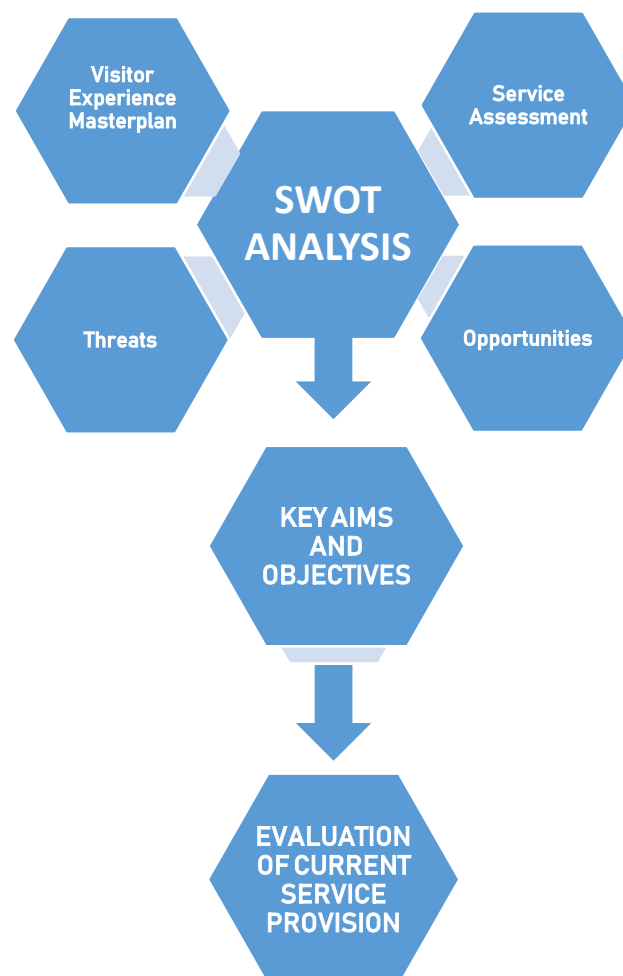 Visitor
Experience
Masterplan
Service
Assessment
SWOT
ANALYSIS
Threats
Opportunities
KEY AIMS
AND
OBJECTIVES
EVALUATION
OF CURRENT
SERVICE
PROVISION